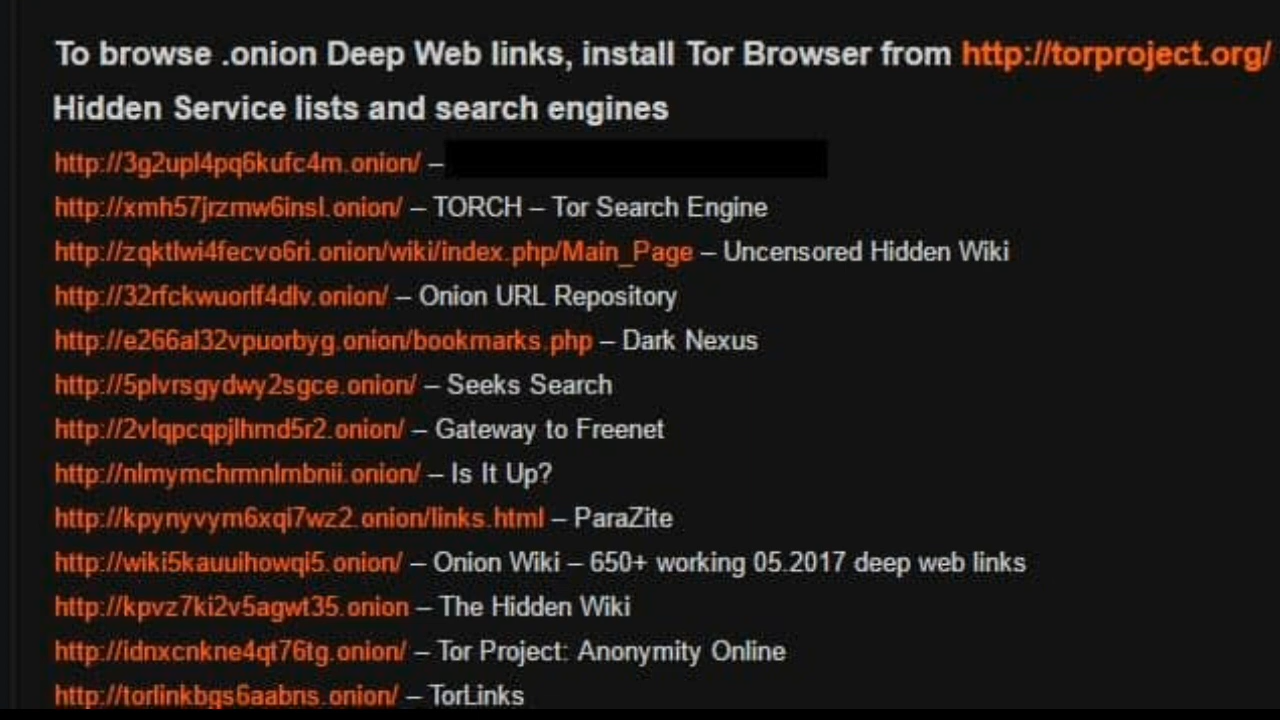 To browse .onion Deep Web links, install Tor Browser from http://torproject.org/
Hidden Service lists and search engines
http://3g2upl4pq6kufc4m.onion/ –
http://xmh57jrzmw6insl.onion/ – TORCH – Tor Search Engine
http://zqktlwi4fecvo6ri.onion/wiki/index.php/Main_Page – Uncensored Hidden Wiki
http://32rfckwuorlf4dlv.onion/ – Onion URL Repository
http://e266al32vpuorbyg.onion/bookmarks.php – Dark Nexus
http://5plvrsgydwy2sgce.onion/ – Seeks Search
http://2vlqpcqpjlhmd5r2.onion/ – Gateway to Freenet
http://nlmymchrmnlmbnii.onion/ – Is It Up?
http://kpynyvym6xqi7wz2.onion/links.html – ParaZite
http://wiki5kauuihowqi5.onion/ – Onion Wiki – 650+ working 05.2017 deep web links
http://kpvz7ki2v5agwt35.onion – The Hidden Wiki
http://idnxcnkne4qt76tg.onion/ – Tor Project: Anonymity Online
http://torlinkbgs6aabns.onion/ – TorLinks